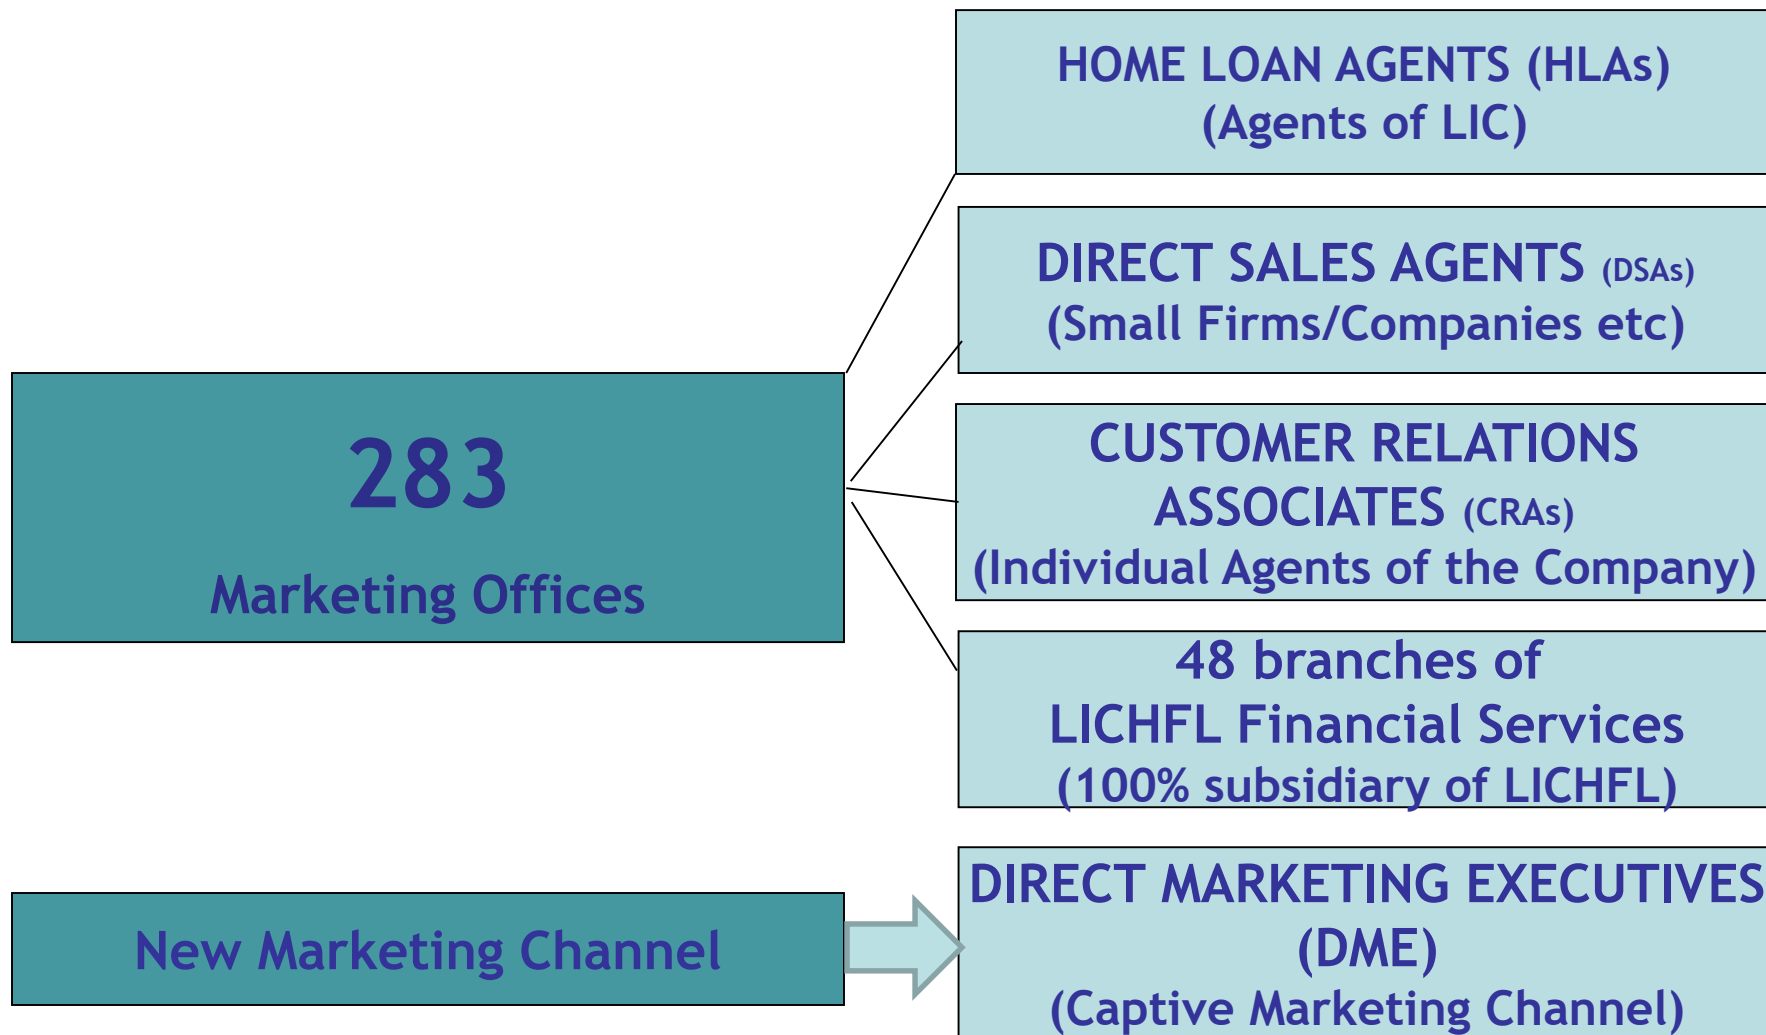 HOME LOAN AGENTS (HLAs)
(Agents of LIC)
DIRECT SALES AGENTS (DSAs)
(Small Firms/Companies etc)
283
Marketing Offices
CUSTOMER RELATIONS
ASSOCIATES (CRAs)
(Individual Agents of the Company)
48 branches of
LICHFL Financial Services
(100% subsidiary of LICHFL)
New Marketing Channel
DIRECT MARKETING EXECUTIVES
(DME)
(Captive Marketing Channel)